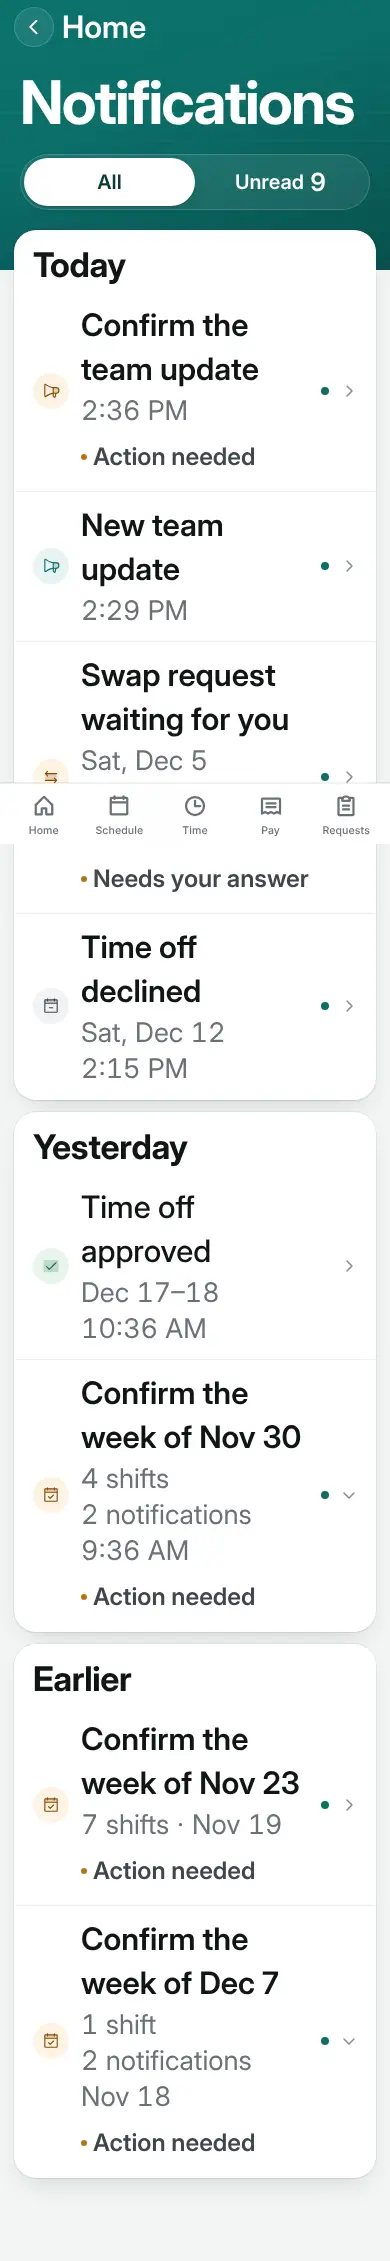 Home
Notifications
All
Unread 9
Today
Confirm the
team update
2:36 PM
Action needed
New team
update
2:29 PM
Swap request
waiting for you
Sat, Dec 5
Home
Schedule
Time
Pay
Requests
Needs your answer
Time off
declined
Sat, Dec 12
2:15 PM
Yesterday
Time off
approved
Dec 17–18
10:36 AM
Confirm the
week of Nov 30
4 shifts
2 notifications
9:36 AM
Action needed
Earlier
Confirm the
week of Nov 23
7 shifts · Nov 19
Action needed
Confirm the
week of Dec 7
1 shift
2 notifications
Nov 18
Action needed